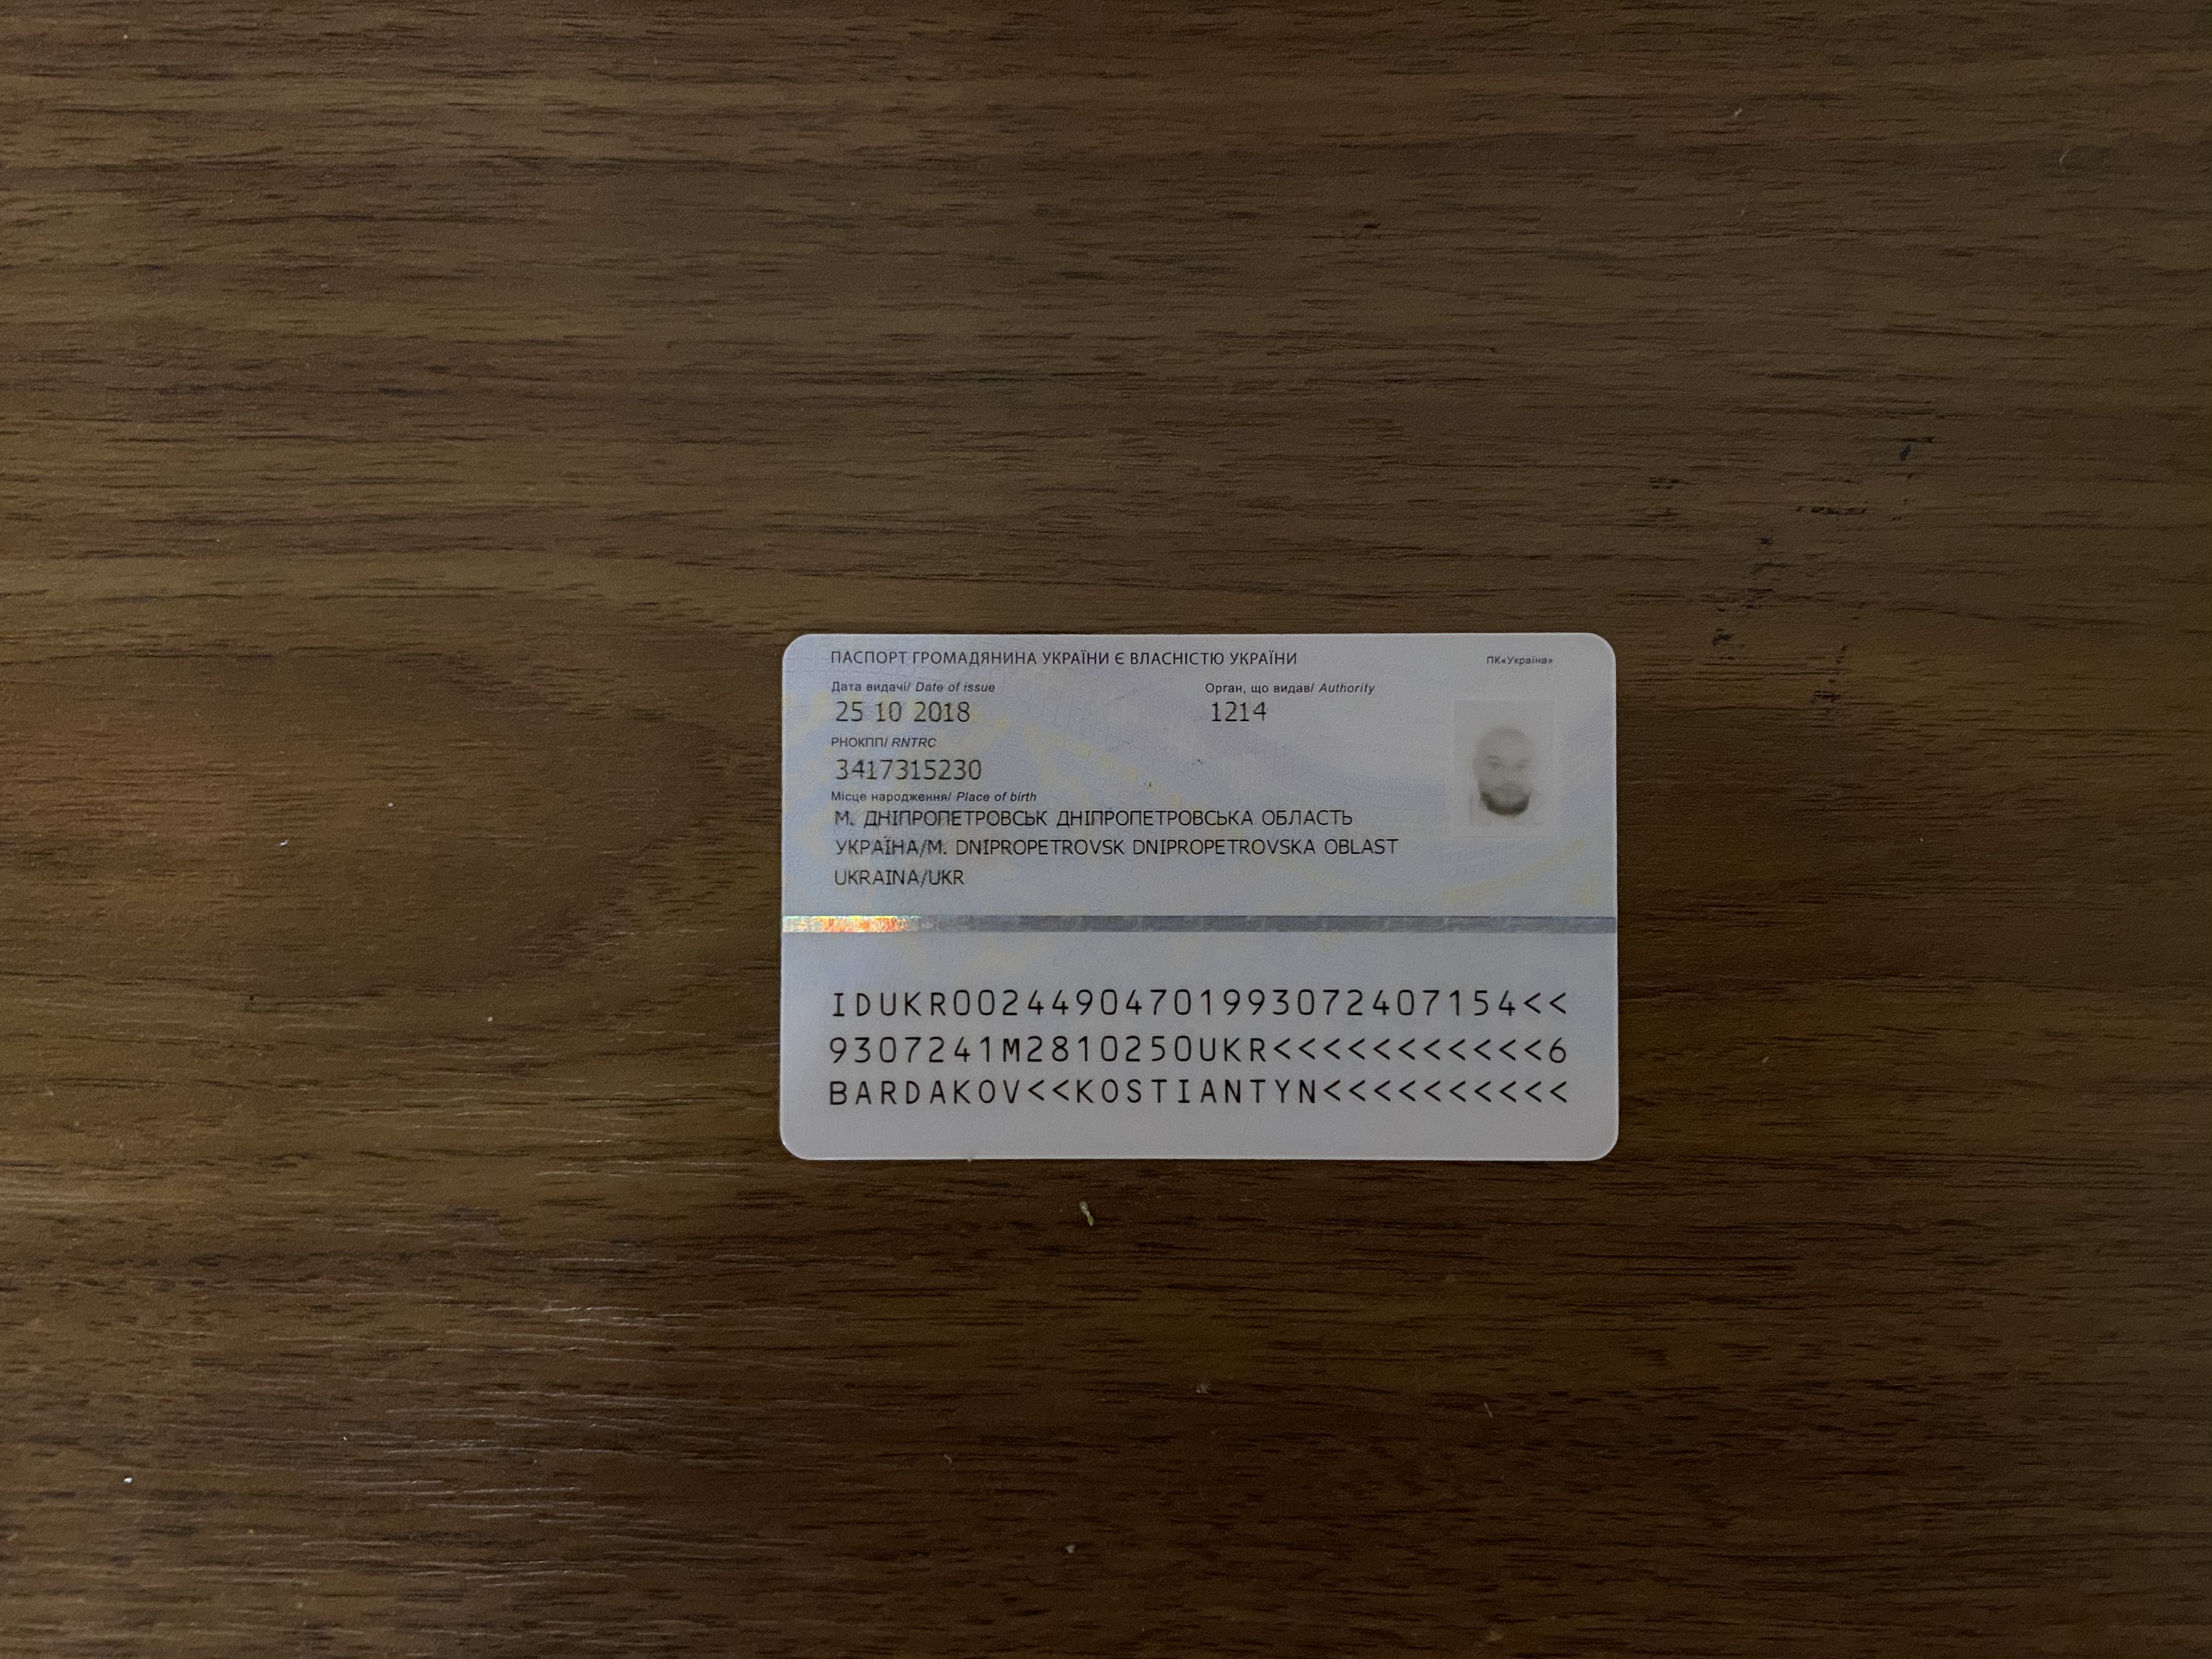 ПАСПОРТ ГРОМАДЯНИНА УКРАЇНИ Є ВЛАСНІСТЮ УКРАЇНИ
ПК«Україна»
Дата видачі/ Date of issue
Орган, що видав/ Authority
25 10 2018
1214
РНОКПП/ RNTRC
3417315230
Місце народження/ Place of birth
М. ДНІПРОПЕТРОВСЬК ДНІПРОПЕТРОВСЬКА ОБЛАСТЬ
УКРАЇНА/M. DNIPROPETROVSK DNIPROPETROVSKA OBLAST
UKRAINA/UKR
IDUKR00244904701993072407154<<
9307241M2810250UKR<<<<<<<<<<<6
BARDAKOV<<KOSTIANTYN<<<<<<<<<<